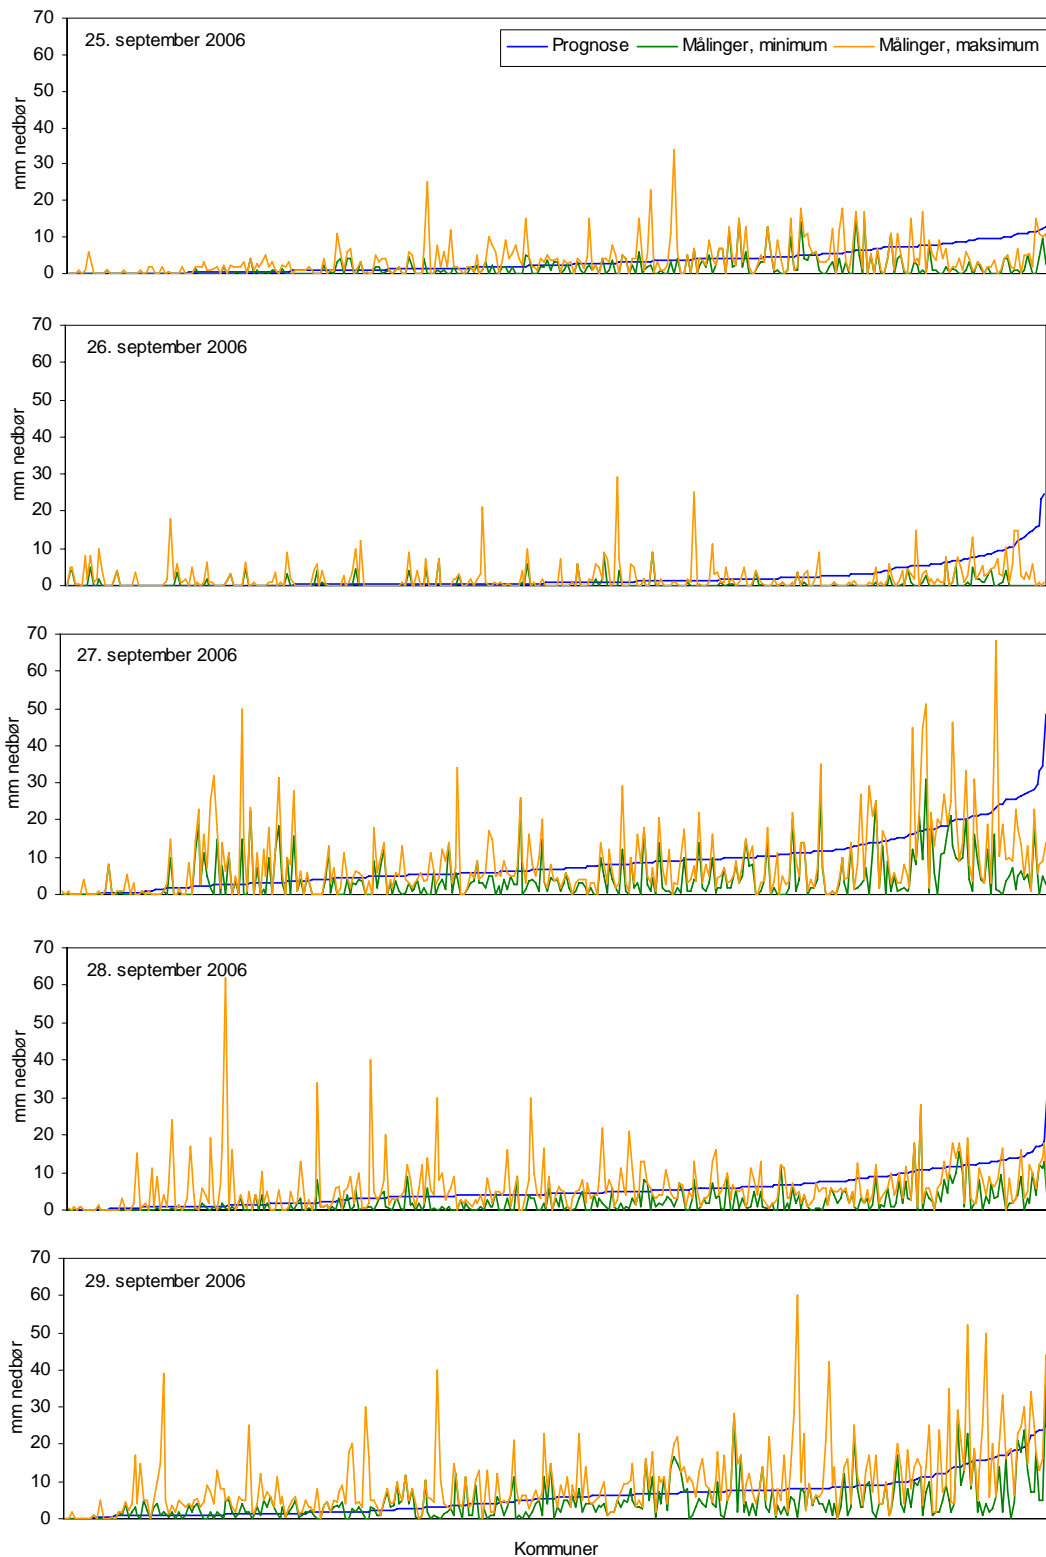 70
60
50
40
30
20
10
0
mm nedbør
25. september 2006
Prognose
Målinger, minimum
Målinger, maksimum
70
60
50
40
30
20
10
0
mm nedbør
26. september 2006
70
60
50
40
30
20
10
0
mm nedbør
27. september 2006
70
60
50
40
30
20
10
0
mm nedbør
28. september 2006
70
60
50
40
30
20
10
0
mm nedbør
29. september 2006
Kommuner